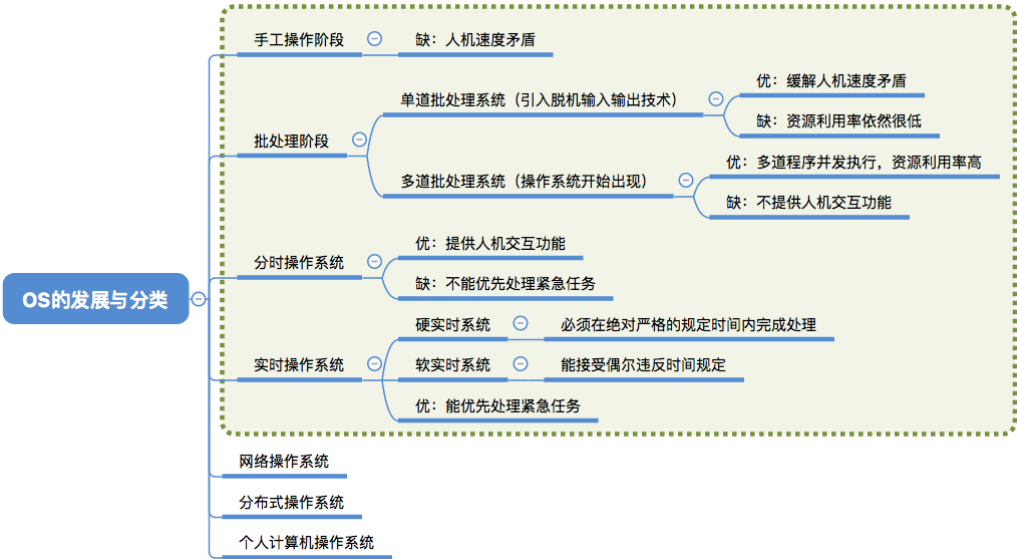 OS的发展与分类
手工操作阶段
缺：人机速度矛盾
批处理阶段
单道批处理系统（引入脱机输入输出技术）
优：缓解人机速度矛盾
缺：资源利用率依然很低
多道批处理系统（操作系统开始出现）
优：多道程序并发执行，资源利用率高
缺：不提供人机交互功能
分时操作系统
优：提供人机交互功能
缺：不能优先处理紧急任务
实时操作系统
硬实时系统
必须在绝对严格的规定时间内完成处理
软实时系统
能接受偶尔违反时间规定
优：能优先处理紧急任务
网络操作系统
分布式操作系统
个人计算机操作系统